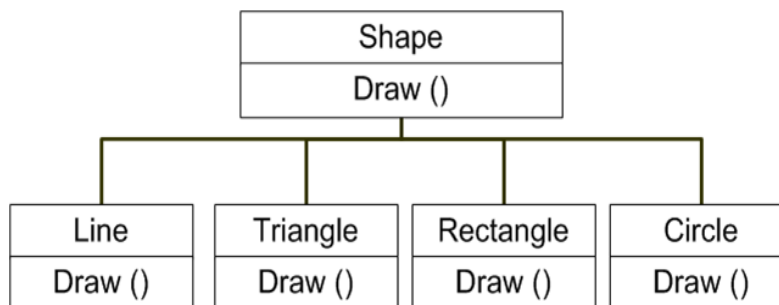 Shape
Draw ()
Line
Triangle
Rectangle
Circle
Draw ()
Draw ()
Draw ()
Draw ()